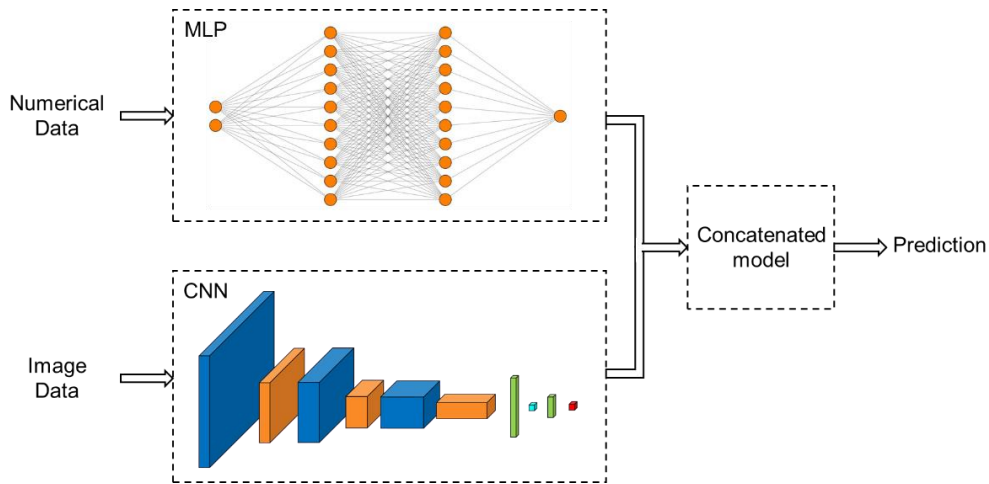 MLP
Numerical
Data
Concatenated
model
Prediction
CNN
Image
Data